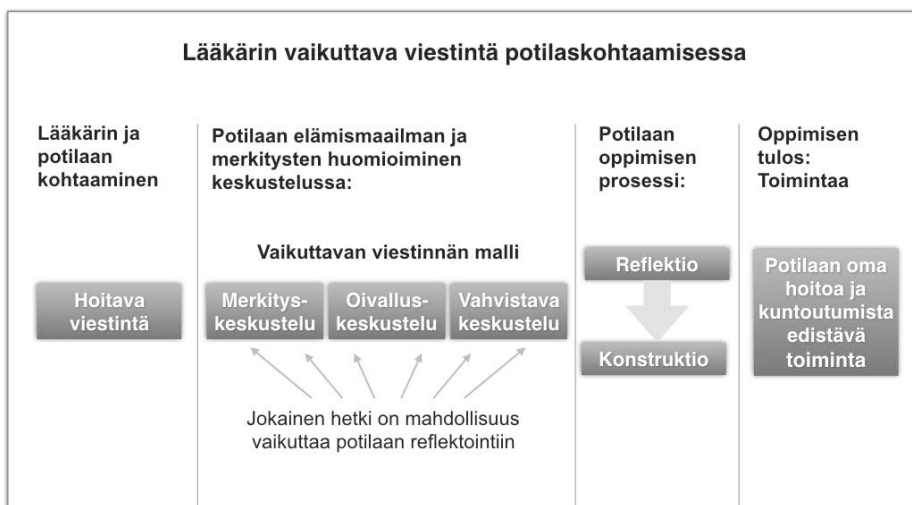 Lääkärin vaikuttava viestintä potilaskohtaamisessa
Lääkärin ja
potilaan
kohtaaminen
Hoitava
viestintä
Potilaan elämismaailman ja
merkitysten huomioiminen
keskustelussa:
Vaikuttavan viestinnän malli
Merkitys-
keskustelu
Oivallus-
keskustelu
Vahvistava
keskustelu
Jokainen hetki on mahdollisuus
vaikuttaa potilaan reflektointiin
Potilaan
oppimisen
prosessi:
Reflektio
Konstruktio
Oppimisen
tulos:
Toimintaa
Potilaan oma
hoitoa ja
kuntoutumista
edistävä
toiminta